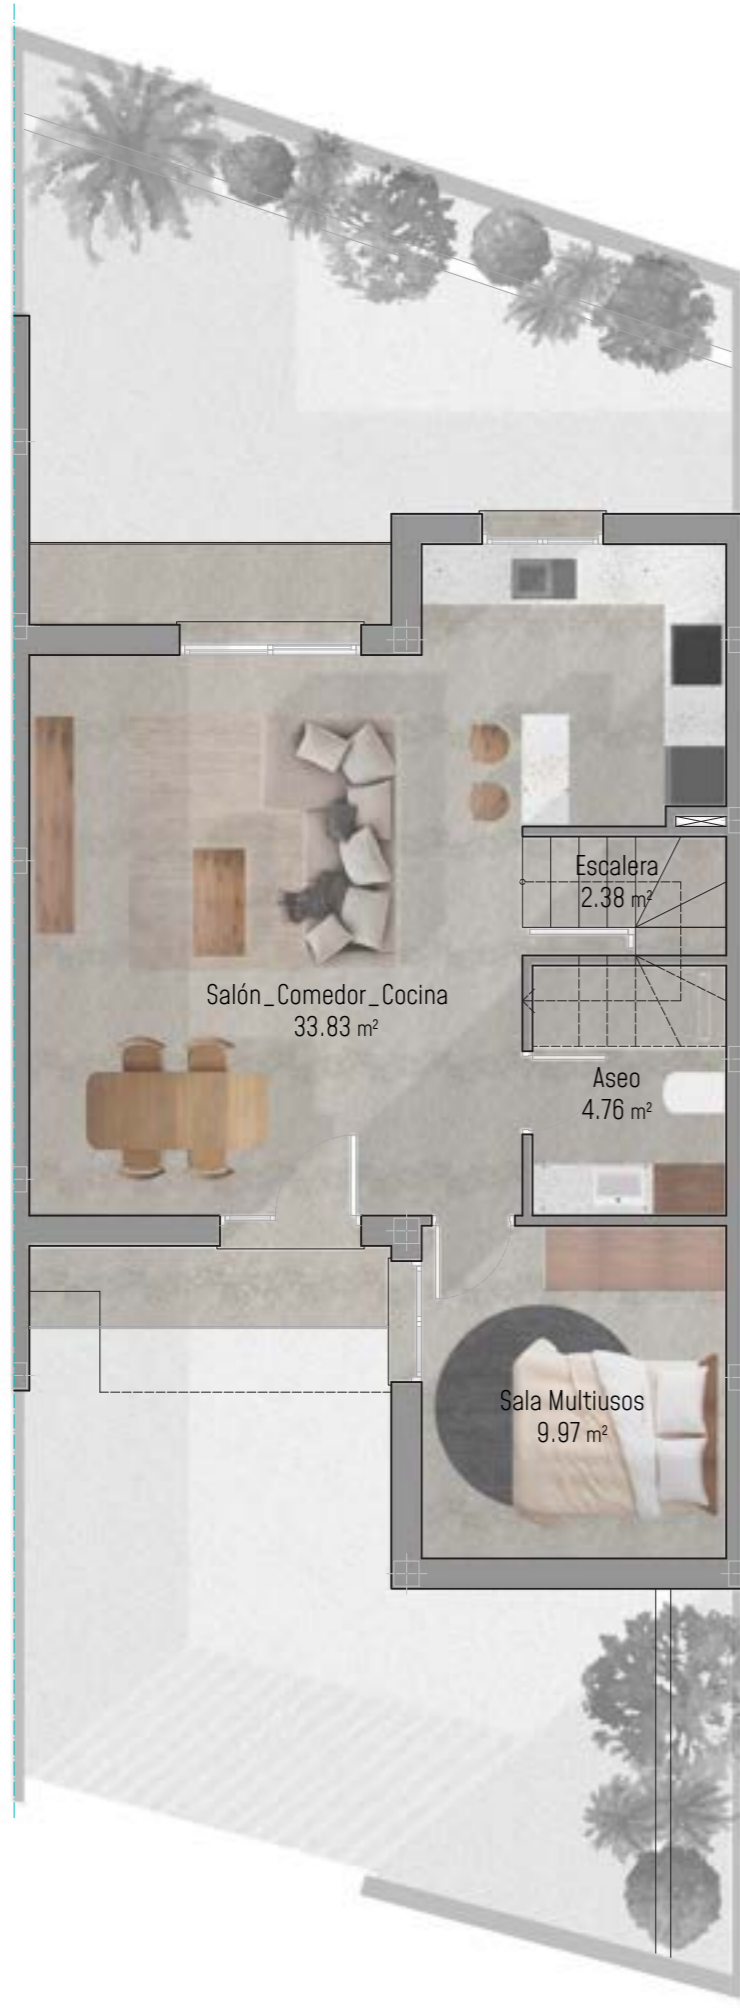 Escalera
2.38 m²
Salón_Comedor_Cocina
33.83 m²
Aseo
4.76 m²
Sala Multiusos
9.97 m²